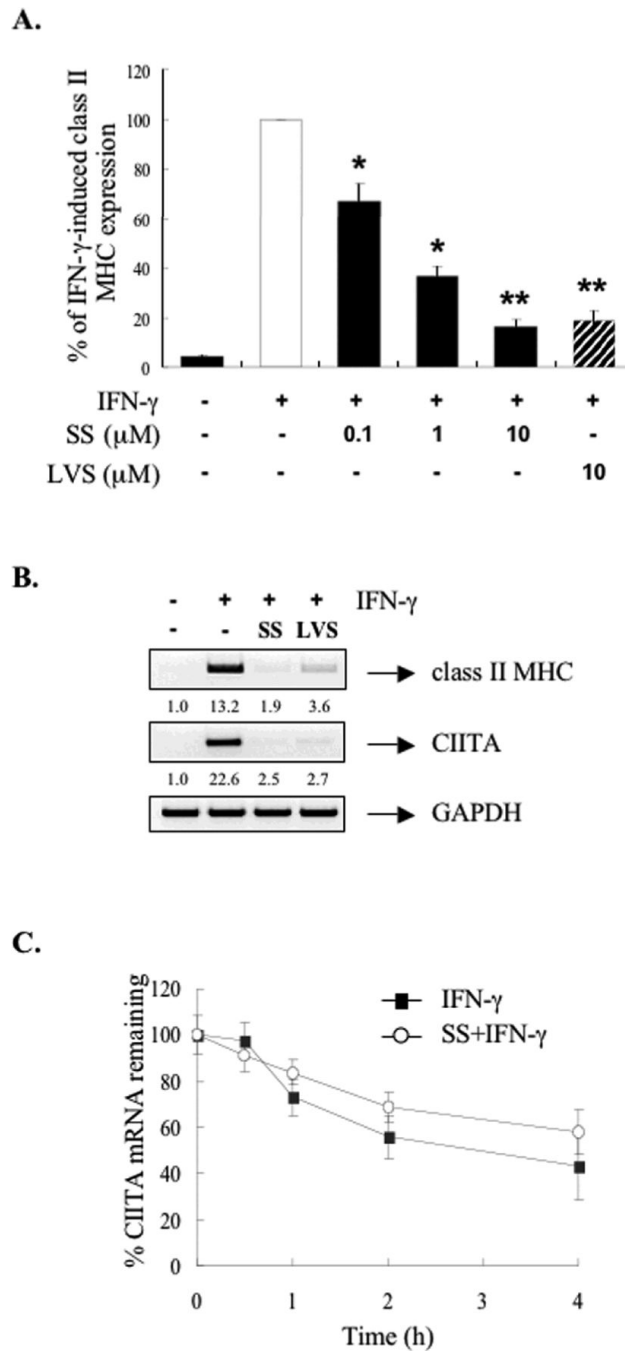 A.
% of IFN-γ-induced class II
MHC expression
120
100
80
60
40
20
0
*
*
**
**
IFN-γ - + + + + +
SS (μM) - - 0.1 1 10 -
LVS (μM) - - - - - 10
B.
- + + + IFN-γ
- - SS LVS
class II MHC
1.0 13.2 1.9 3.6
CIITA
1.0 22.6 2.5 2.7
GAPDH
C.
% CIITA mRNA remaining
120
100
80
60
40
20
0
IFN-γ
SS+IFN-γ
0 1 2 3 4
Time (h)